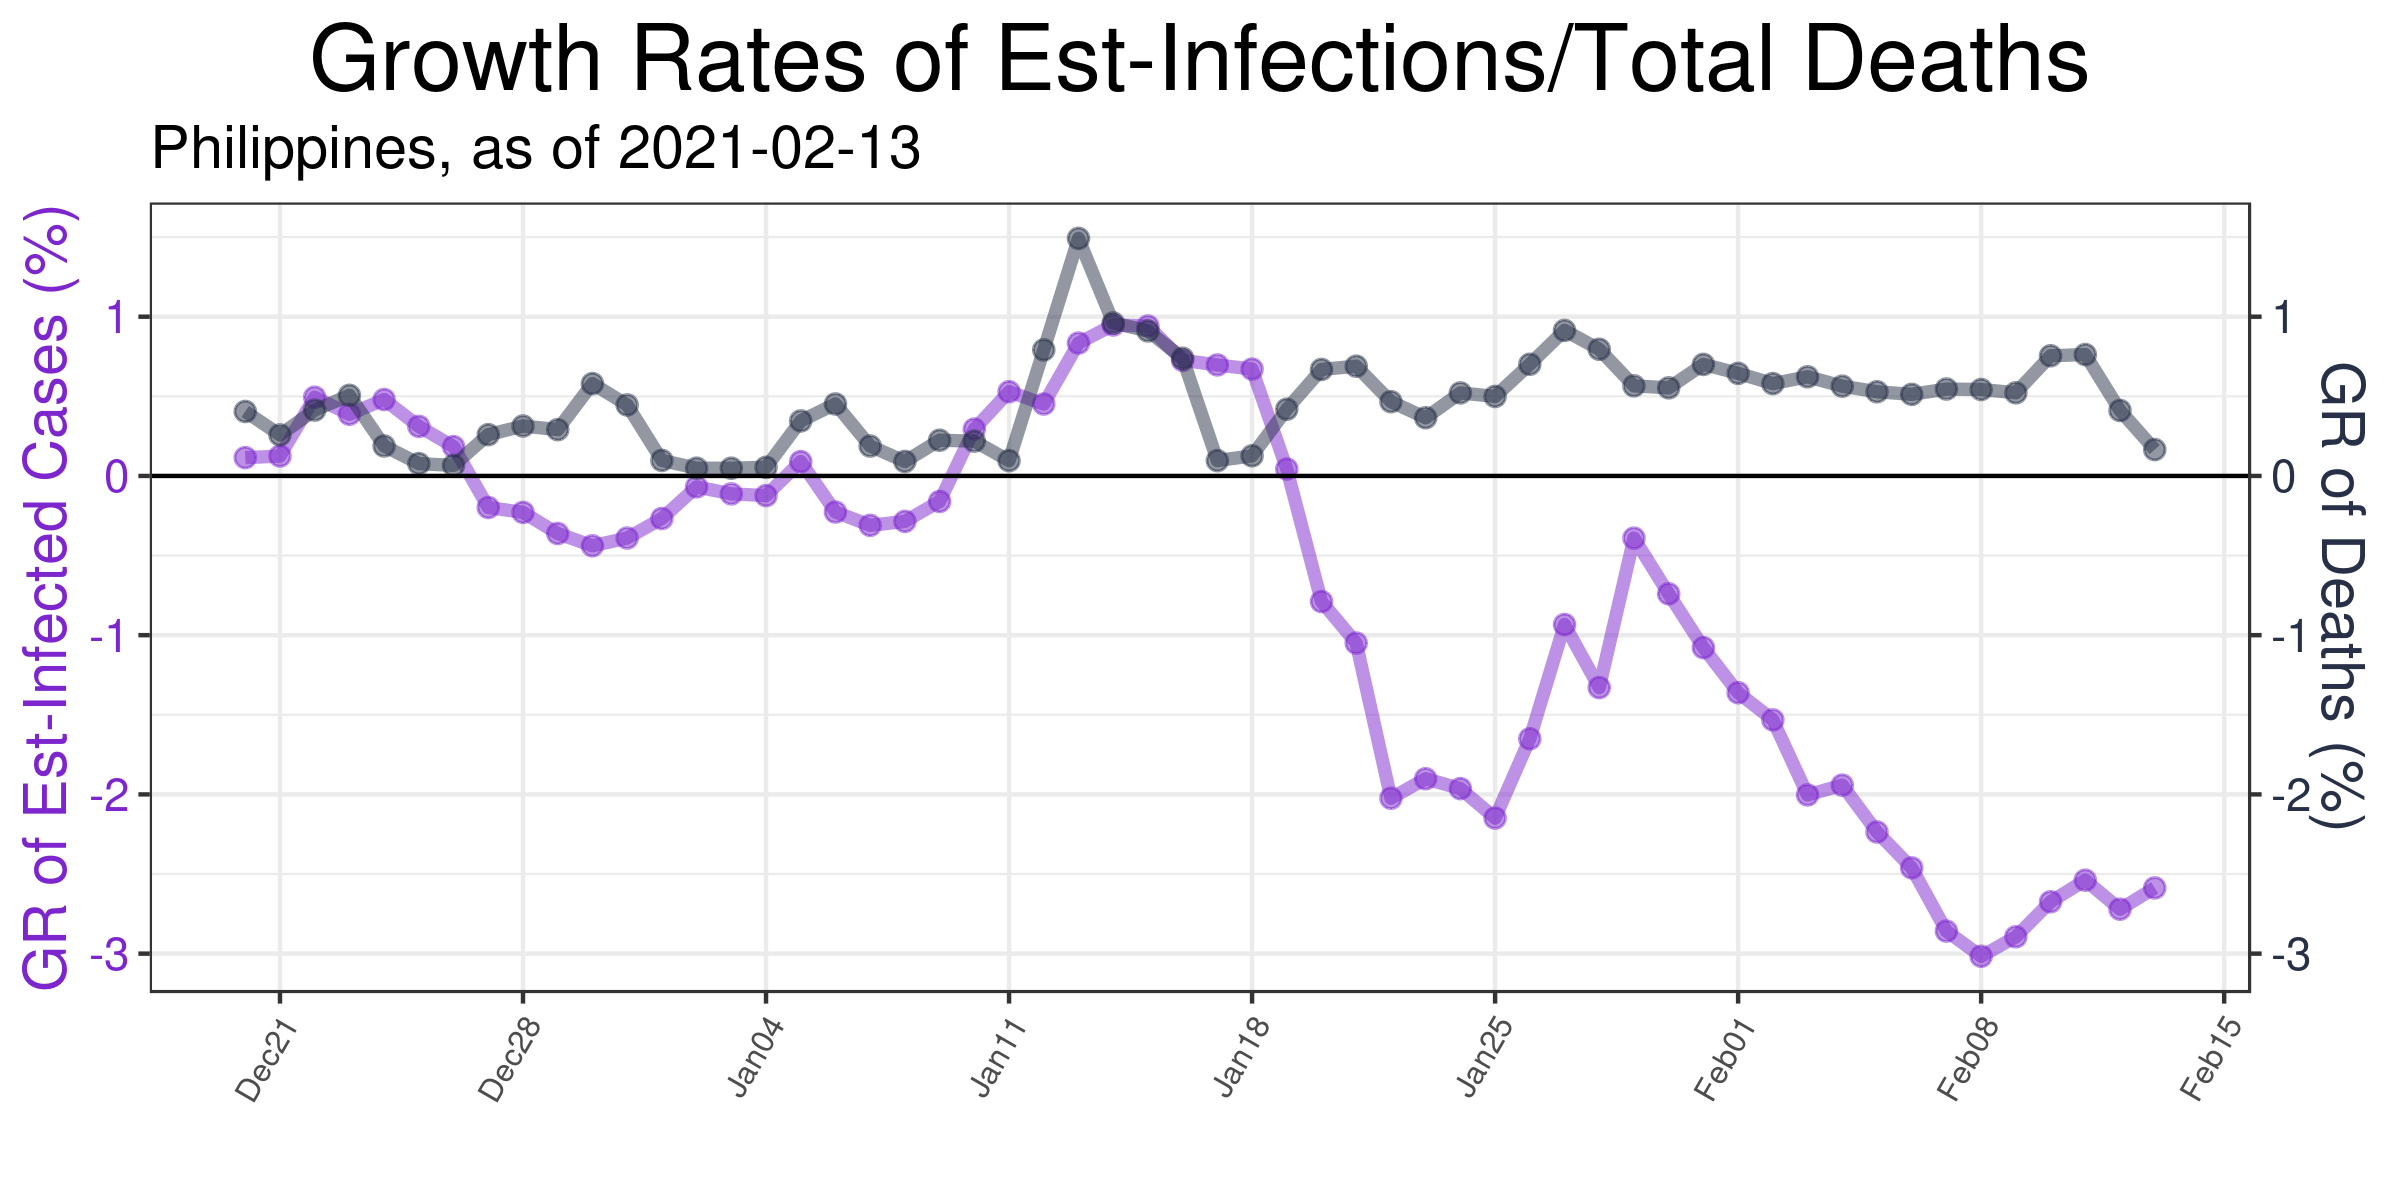 Growth Rates of Est-Infections/Total Deaths
Philippines, as of 2021-02-13
GR of Est-Infected Cases (%)
1
0
-1
-2
-3
1
0
-1
-2
-3
GR of Deaths (%)
Dec21
Dec28
Jan04
Jan11
Jan18
Jan25
Feb01
Feb08
Feb15